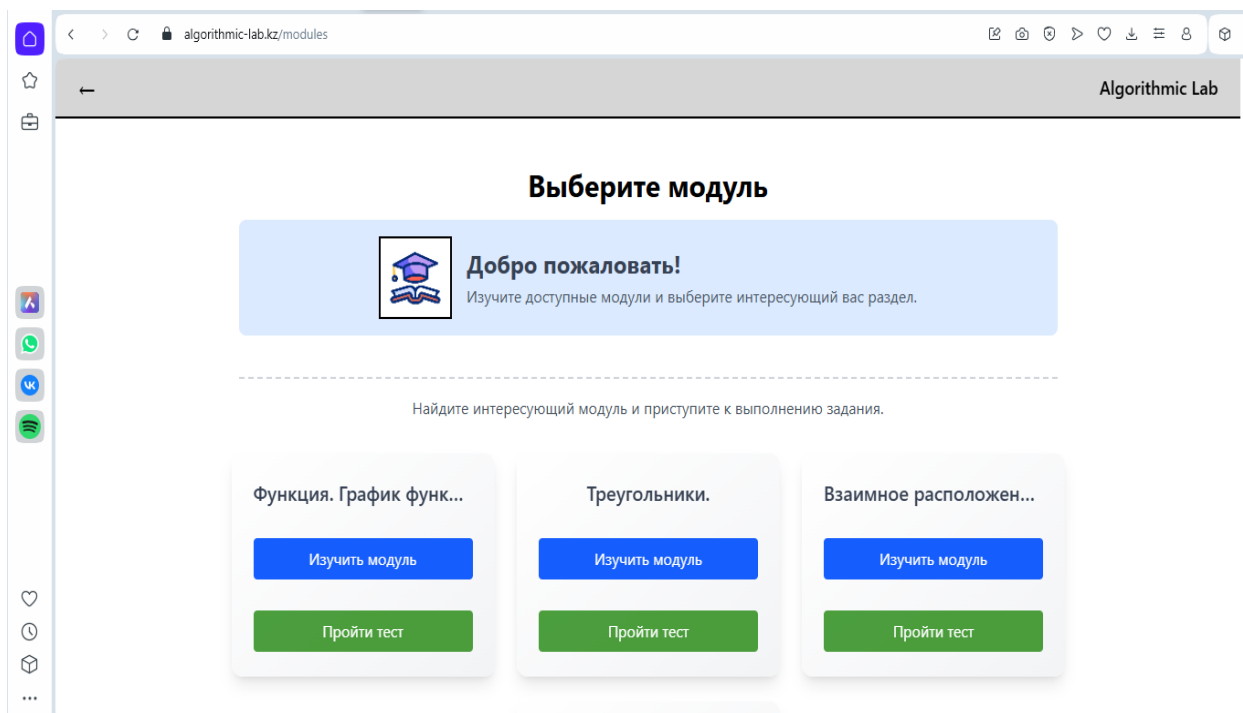 algorithmic-lab.kz/modules
← Algorithmic Lab
Выберите модуль
Добро пожаловать!
Изучите доступные модули и выберите интересующий вас раздел.
Найдите интересующий модуль и приступите к выполнению задания.
Функция. График функ... Треугольники. Взаимное расположен...
Изучить модуль Изучить модуль Изучить модуль
Пройти тест Пройти тест Пройти тест